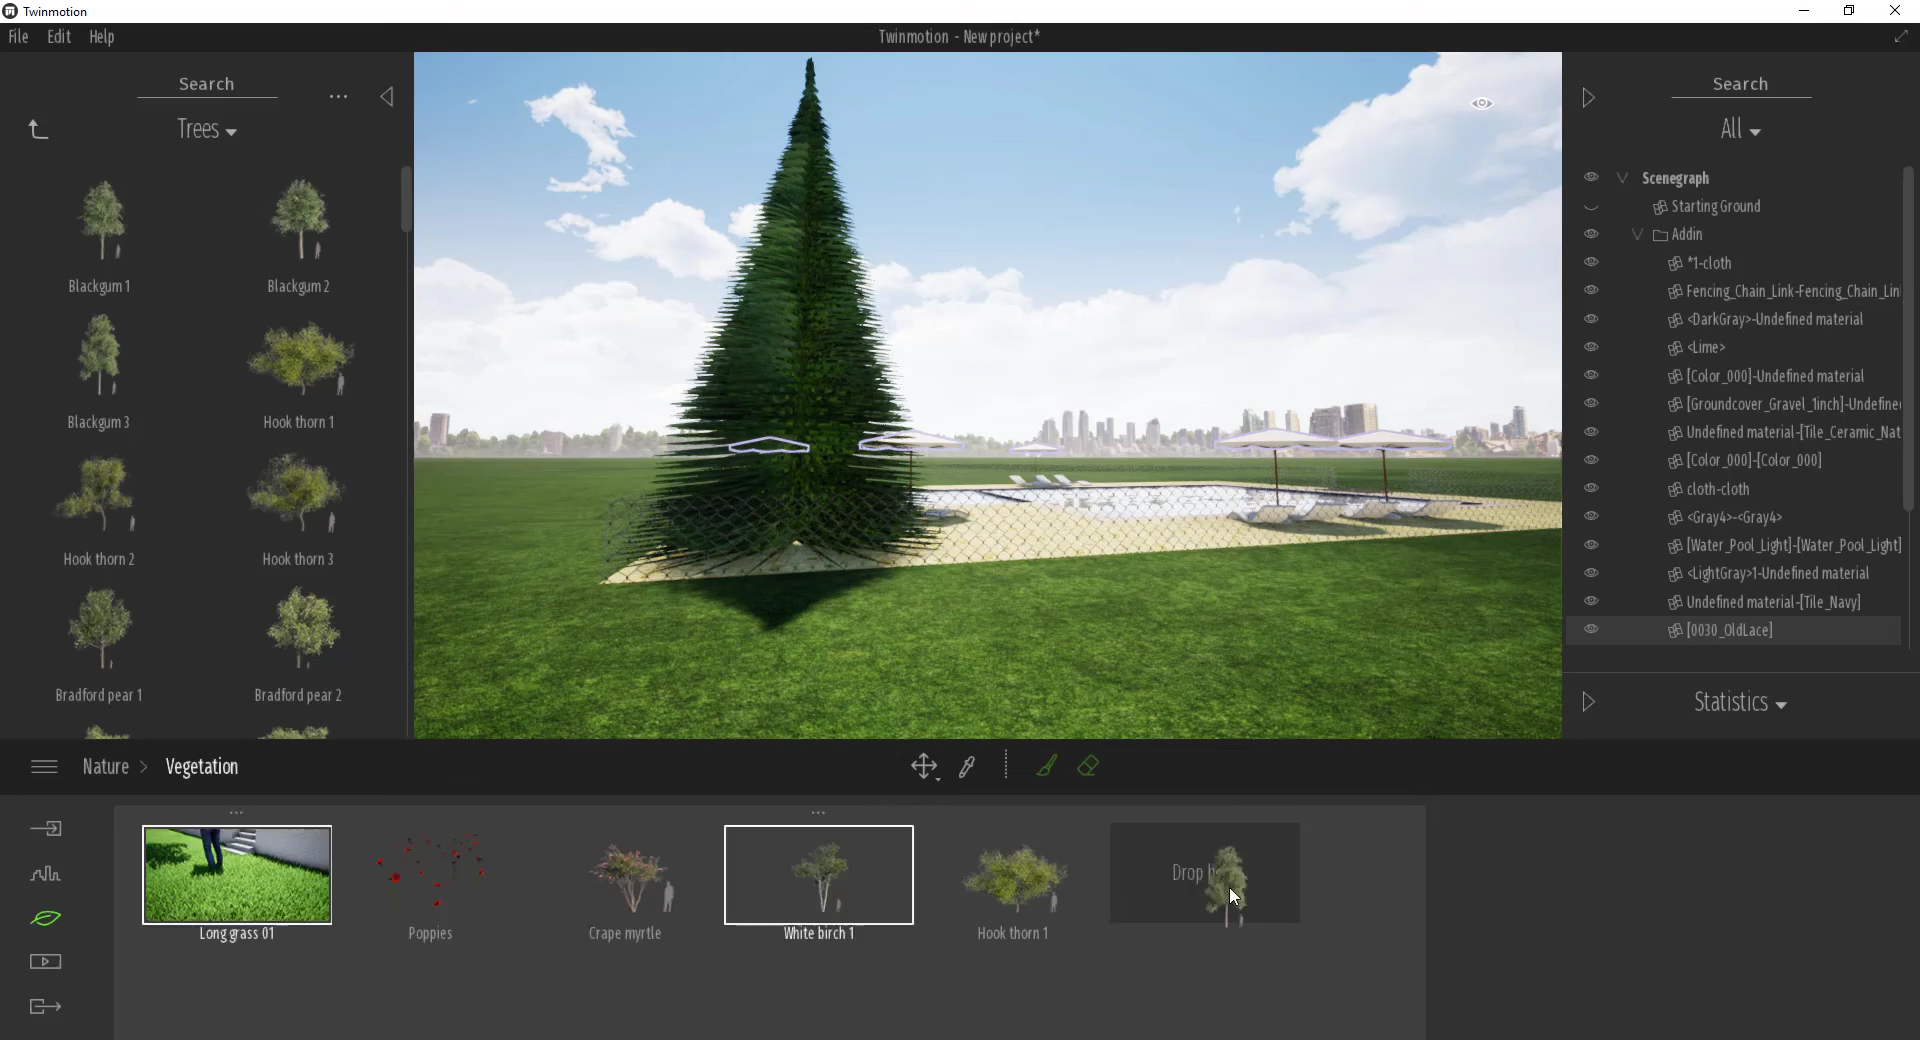 Twinmotion
File Edit Help
Twinmotion - New project*
Search
Trees
Blackgum 1
Blackgum 2
Blackgum 3
Hook thorn 1
Hook thorn 2
Hook thorn 3
Bradford pear 1
Bradford pear 2
Search
All
Scenegraph
Starting Ground
Addin
*1-cloth
Fencing_Chain_Link-Fencing_Chain_Lin
<DarkGray>-Undefined material
<Lime>
[Color_000]-Undefined material
[Groundcover_Gravel_1inch]-Undefine
Undefined material-[Tile_Ceramic_Nat
[Color_000]-[Color_000]
cloth-cloth
<Gray4>-<Gray4>
[Water_Pool_Light]-[Water_Pool_Light]
<LightGray>1-Undefined material
Undefined material-[Tile_Navy]
[0030_OldLace]
Statistics
Nature > Vegetation
Long grass 01
Poppies
Crape myrtle
White birch 1
Hook thorn 1
Drop